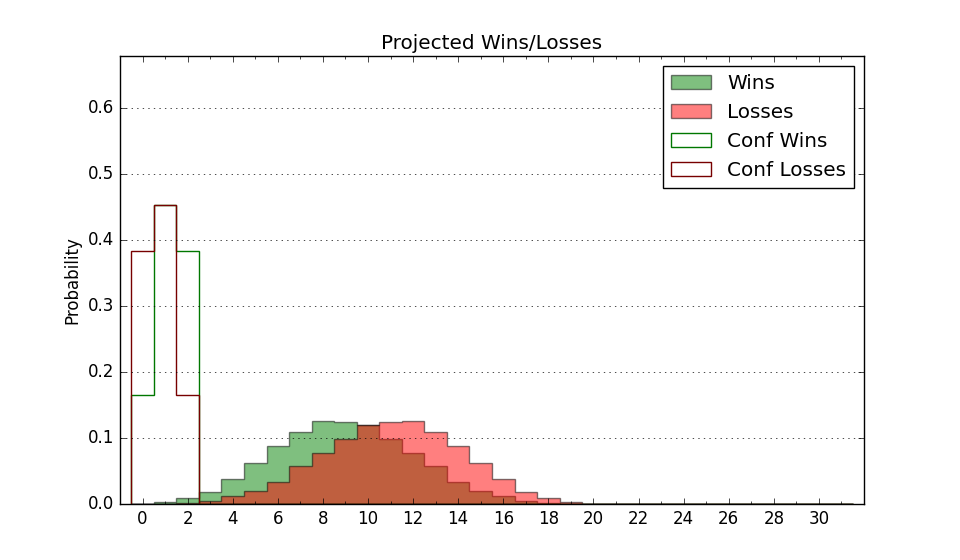 Projected Wins/Losses
Wins
Losses
Conf Wins
Conf Losses
Probability
0.6
0.5
0.4
0.3
0.2
0.1
0.0
0 2 4 6 8 10 12 14 16 18 20 22 24 26 28 30